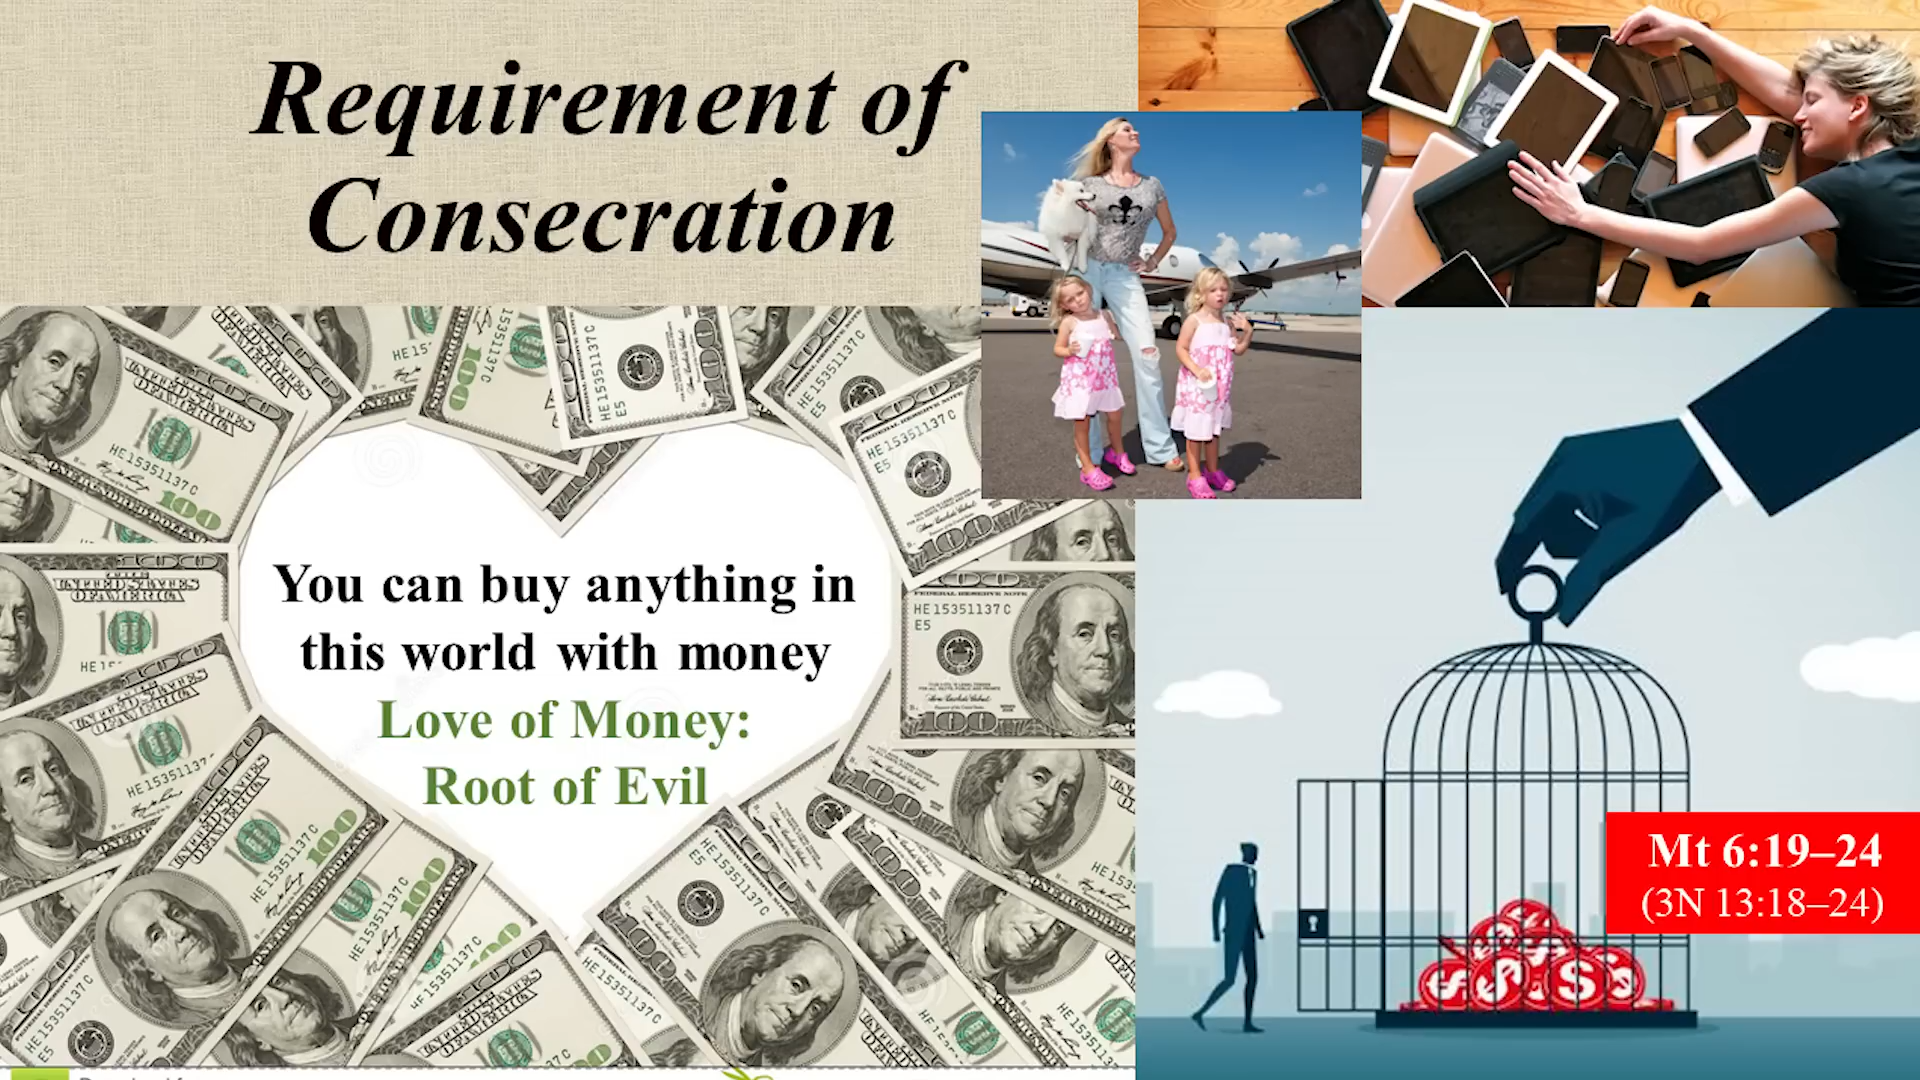 Requirement of
Consecration
You can buy anything in
this world with money
Love of Money:
Root of Evil
Mt 6:19–24
(3N 13:18–24)